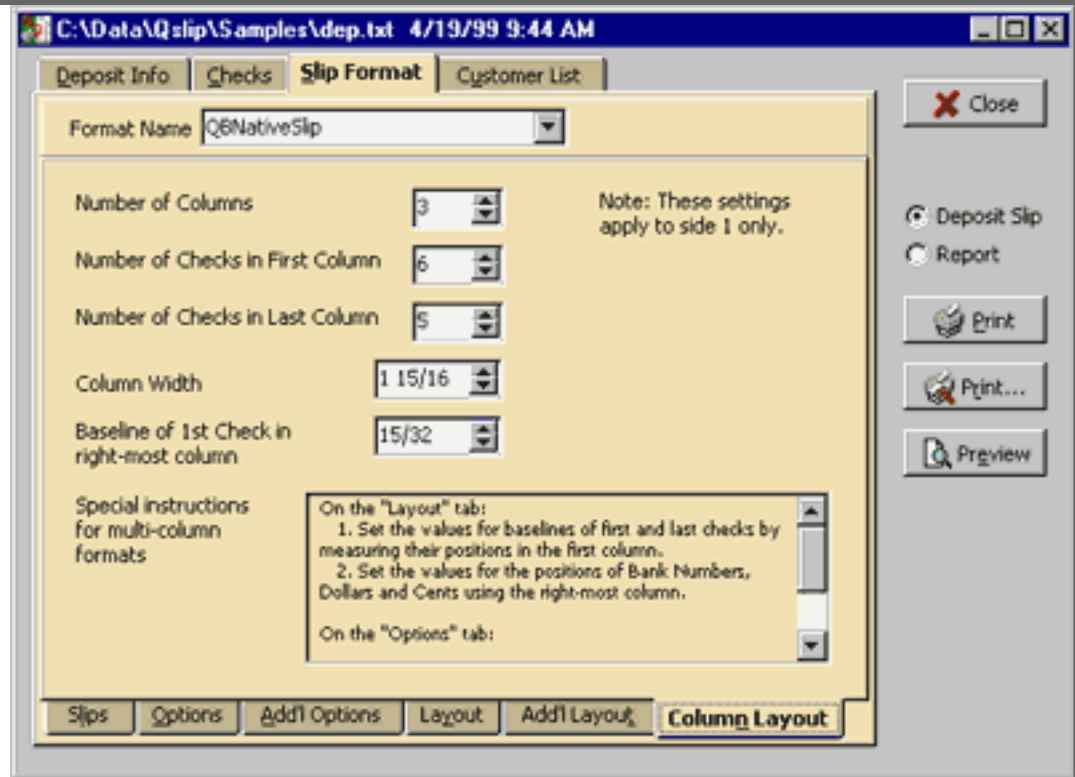 C:\Data\Qslip\Samples\dep.txt 4/19/99 9:44 AM
Deposit Info Checks Slip Format Customer List
Close
Format Name QBNativeSlip
Number of Columns 3
Note: These settings
apply to side 1 only.
Deposit Slip
Report
Number of Checks in First Column 6
Number of Checks in Last Column 5
Print
Column Width 1 15/16
Print...
Baseline of 1st Check in
right-most column 15/32
Preview
Special instructions
for multi-column
formats
On the "Layout" tab:
1. Set the values for baselines of first and last checks by
measuring their positions in the first column.
2. Set the values for the positions of Bank Numbers,
Dollars and Cents using the right-most column.
On the "Options" tab:
Slips Options Add'l Options Layout Add'l Layout Column Layout